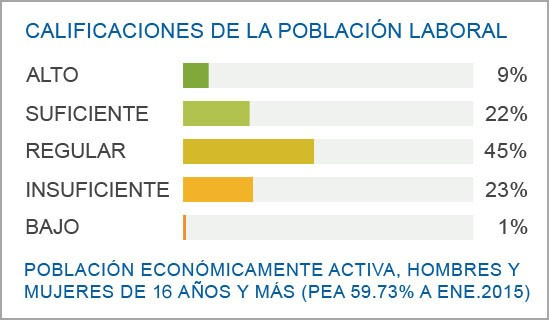 CALIFICACIONES DE LA POBLACIÓN LABORAL
ALTO 9%
SUFICIENTE 22%
REGULAR 45%
INSUFICIENTE 23%
BAJO 1%
POBLACIÓN ECONÓMICAMENTE ACTIVA, HOMBRES Y
MUJERES DE 16 AÑOS Y MÁS (PEA 59.73% A ENE.2015)